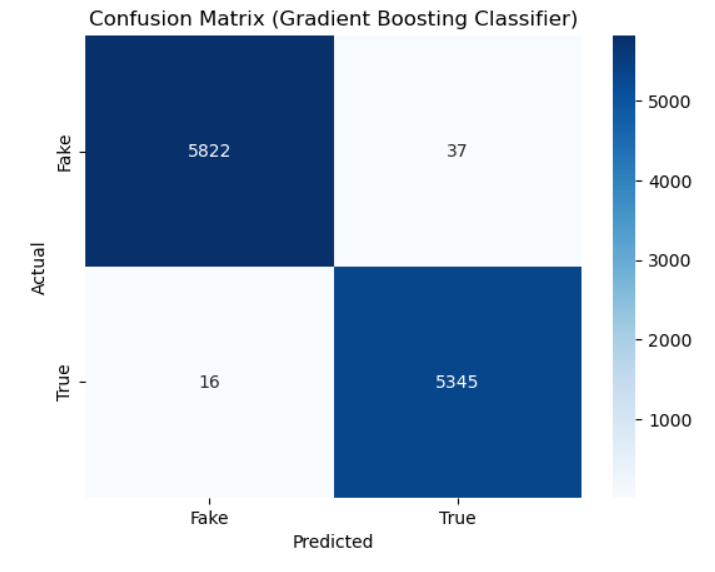 Confusion Matrix (Gradient Boosting Classifier)
Fake
5822
37
True
16
5345
Actual
Fake
True
Predicted
5000
4000
3000
2000
1000